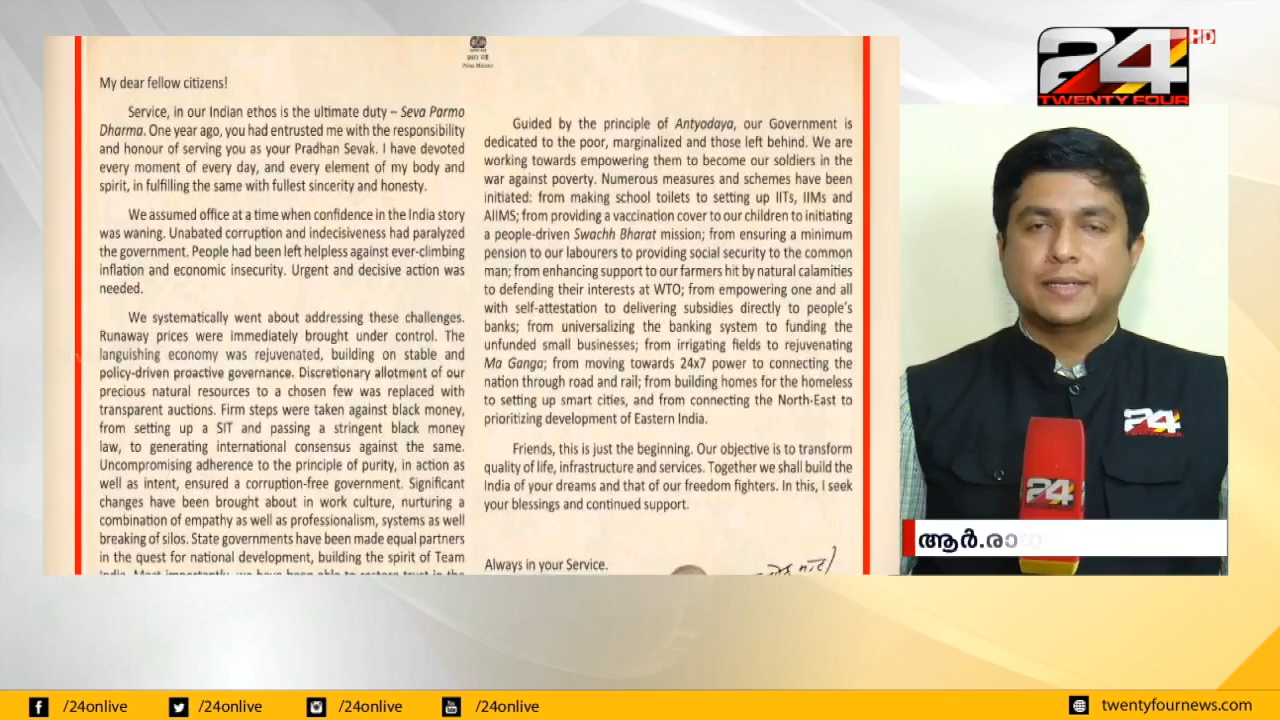 प्रधान मंत्री
Prime Minister
My dear fellow citizens!
Service, in our Indian ethos is the ultimate duty – Seva Parmo
Dharma. One year ago, you had entrusted me with the responsibility
and honour of serving you as your Pradhan Sevak. I have devoted
every moment of every day, and every element of my body and
spirit, in fulfilling the same with fullest sincerity and honesty.
We assumed office at a time when confidence in the India story
was waning. Unabated corruption and indecisiveness had paralyzed
the government. People had been left helpless against ever-climbing
inflation and economic insecurity. Urgent and decisive action was
needed.
We systematically went about addressing these challenges.
Runaway prices were immediately brought under control. The
languishing economy was rejuvenated, building on stable and
policy-driven proactive governance. Discretionary allotment of our
precious natural resources to a chosen few was replaced with
transparent auctions. Firm steps were taken against black money,
from setting up a SIT and passing a stringent black money
law, to generating international consensus against the same.
Uncompromising adherence to the principle of purity, in action as
well as intent, ensured a corruption-free government. Significant
changes have been brought about in work culture, nurturing a
combination of empathy as well as professionalism, systems as well
breaking of silos. State governments have been made equal partners
in the quest for national development, building the spirit of Team
India. Most importantly, we have been able to restore trust in the
Guided by the principle of Antyodaya, our Government is
dedicated to the poor, marginalized and those left behind. We are
working towards empowering them to become our soldiers in the
war against poverty. Numerous measures and schemes have been
initiated: from making school toilets to setting up IITs, IIMs and
AIIMS; from providing a vaccination cover to our children to initiating
a people-driven Swachh Bharat mission; from ensuring a minimum
pension to our labourers to providing social security to the common
man; from enhancing support to our farmers hit by natural calamities
to defending their interests at WTO; from empowering one and all
with self-attestation to delivering subsidies directly to people's
banks; from universalizing the banking system to funding the
unfunded small businesses; from irrigating fields to rejuvenating
Ma Ganga; from moving towards 24x7 power to connecting the
nation through road and rail; from building homes for the homeless
to setting up smart cities, and from connecting the North-East to
prioritizing development of Eastern India.
Friends, this is just the beginning. Our objective is to transform
quality of life, infrastructure and services. Together we shall build the
India of your dreams and that of our freedom fighters. In this, I seek
your blessings and continued support.
Always in your Service.
24 HD
TWENTY FOUR
24
24
ആർ.രാ
/24onlive
/24onlive
/24onlive
/24onlive
twentyfournews.com